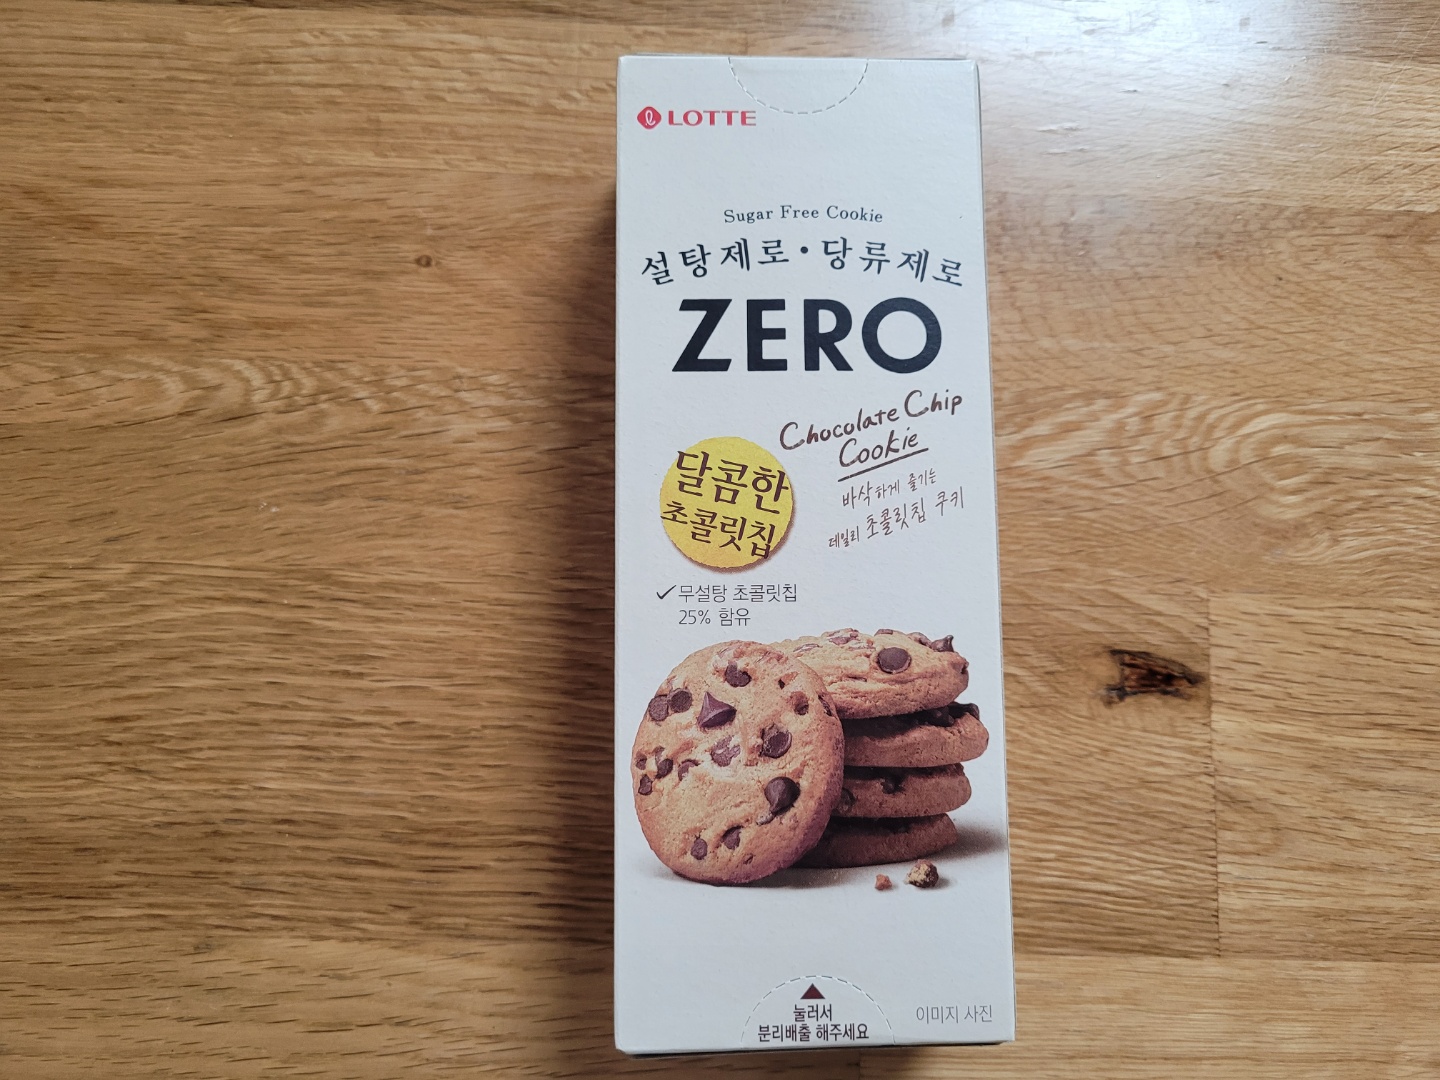 LOTTE
Sugar Free Cookie
설탕제로·당류제로
ZERO
Chocolate Chip
Cookie
바삭하게 즐기는
데일리 초콜릿칩 쿠키
달콤한
초콜릿칩
✓무설탕 초콜릿칩
25% 함유
눌러서
분리배출 해주세요
이미지 사진